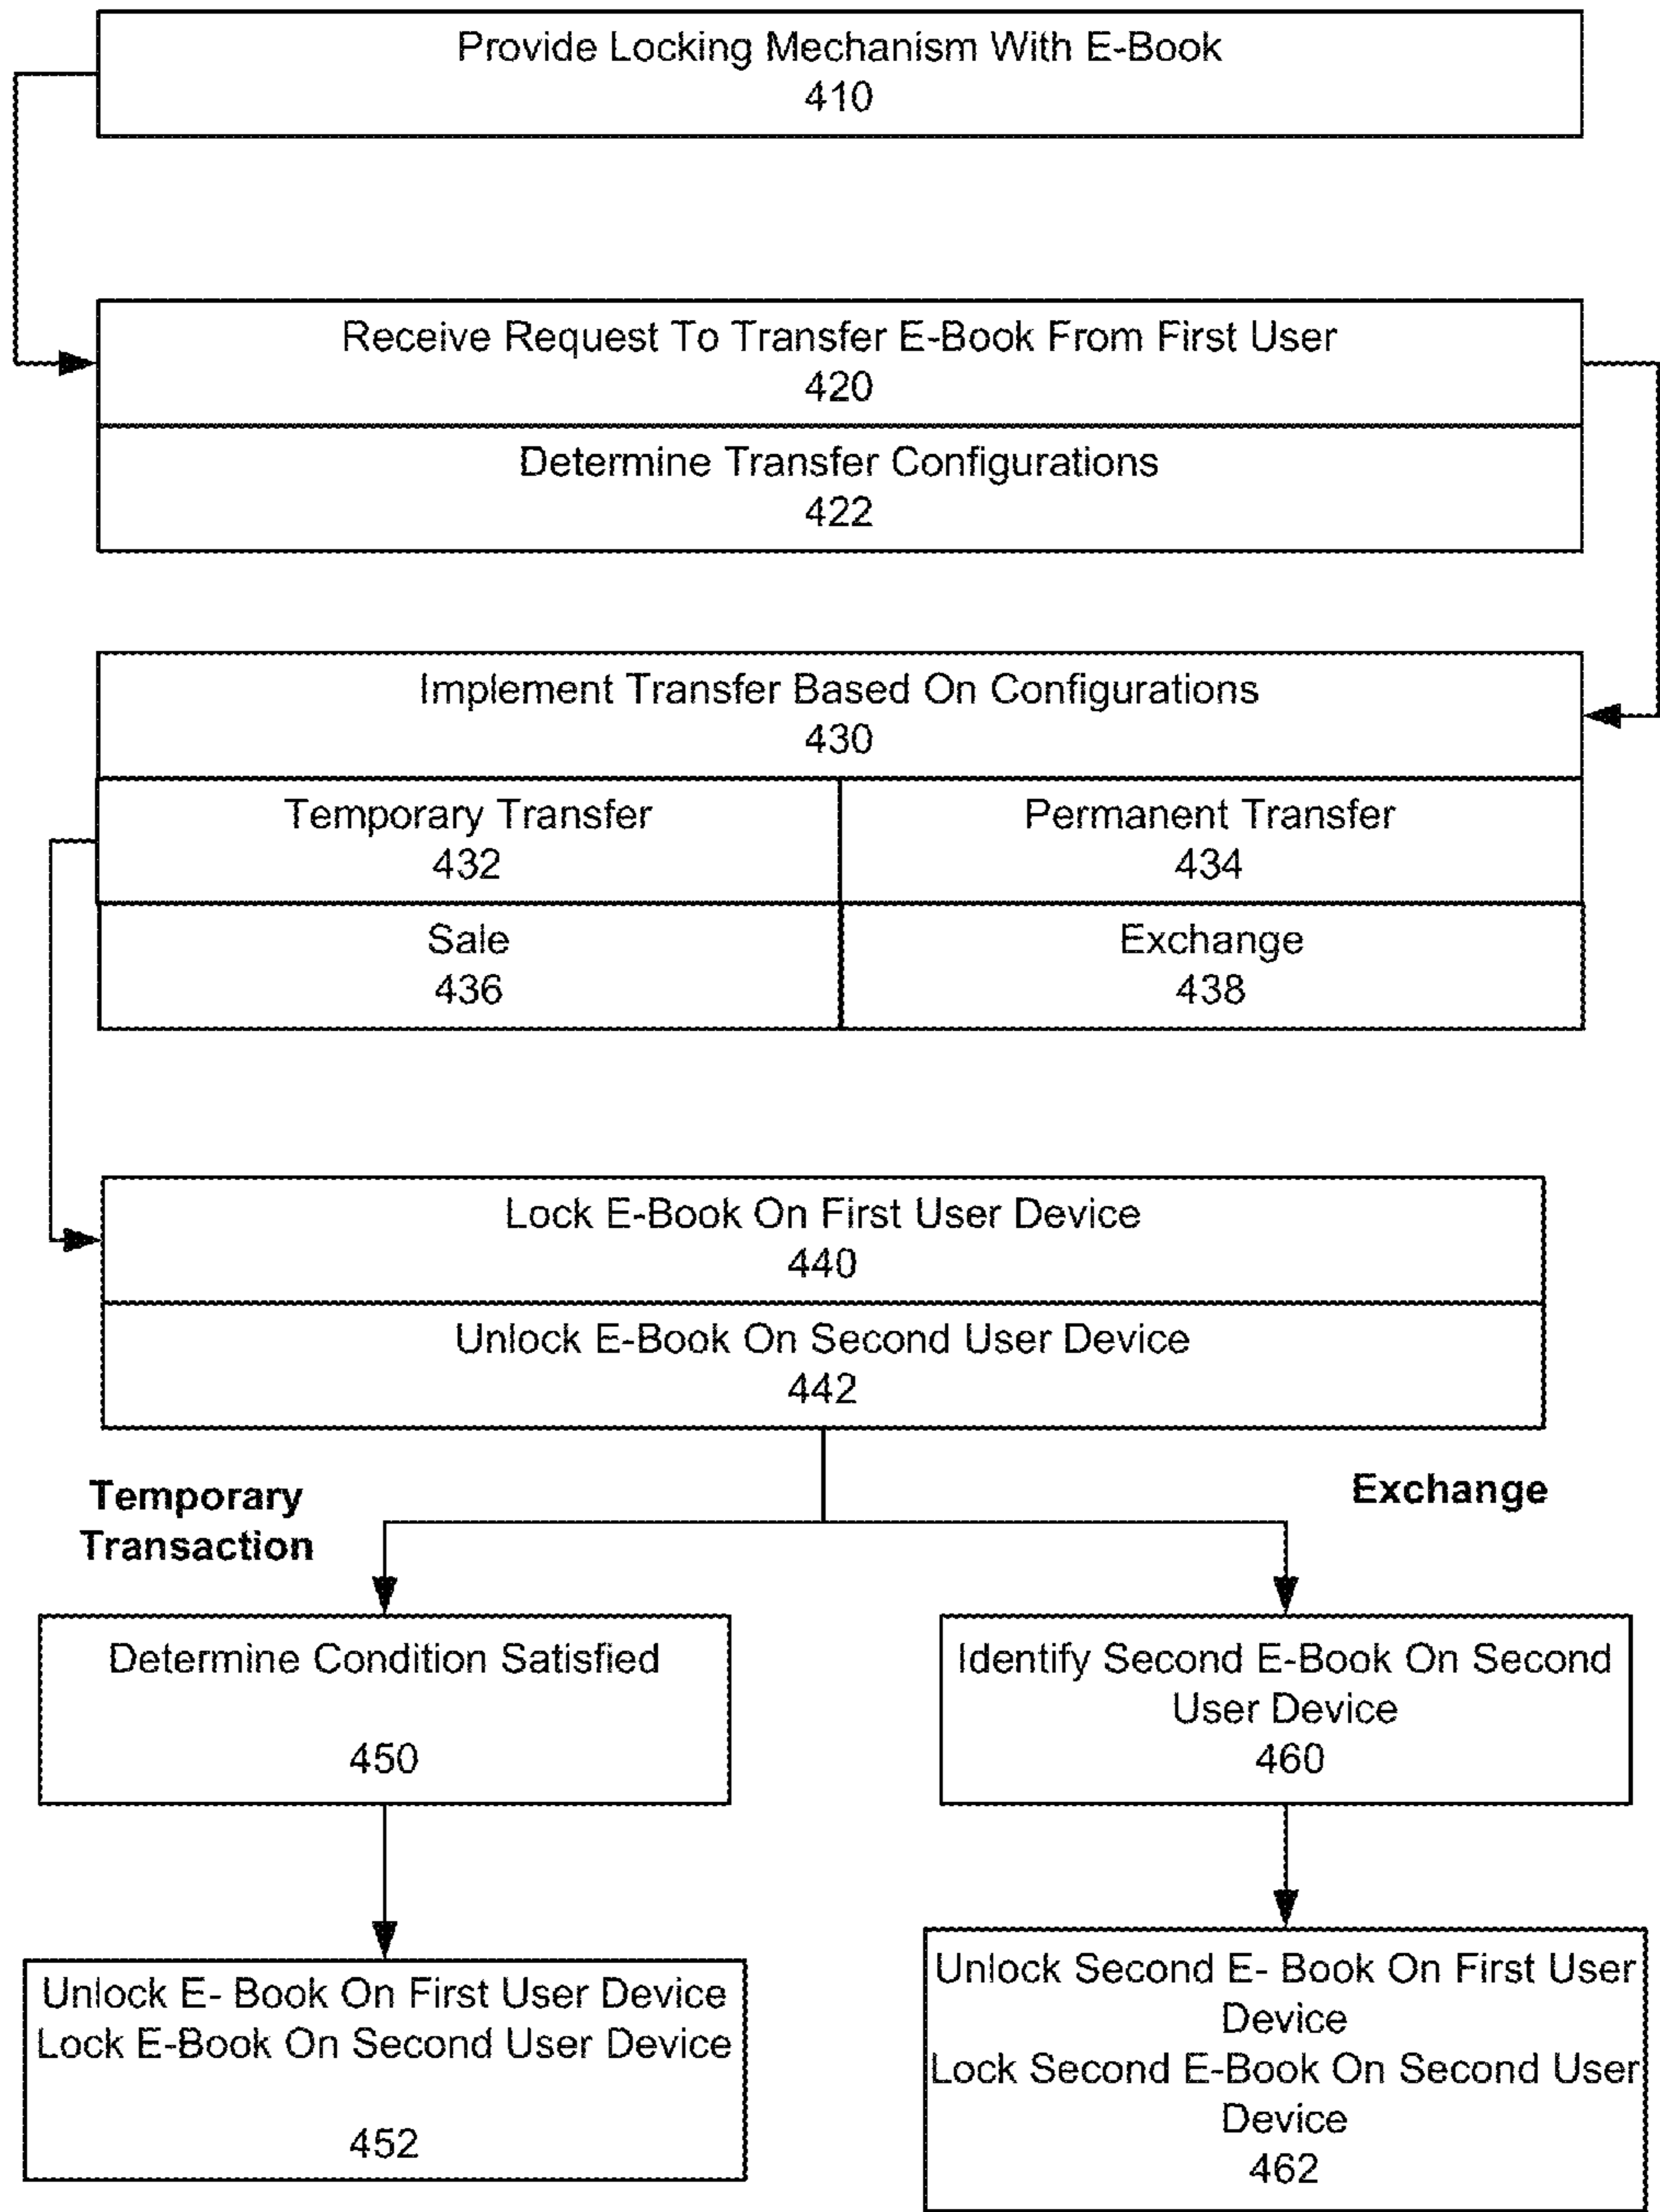 Provide Locking Mechanism With E-Book
410
Receive Request To Transfer E-Book From First User
420
Determine Transfer Configurations
422
Implement Transfer Based On Configurations
430
Temporary Transfer
432
Permanent Transfer
434
Sale
436
Exchange
438
Lock E-Book On First User Device
440
Unlock E-Book On Second User Device
442
Temporary
Transaction
Exchange
Determine Condition Satisfied
450
Identify Second E-Book On Second
User Device
460
Unlock E- Book On First User Device
Lock E-Book On Second User Device
452
Unlock Second E- Book On First User
Device
Lock Second E-Book On Second User
Device
462